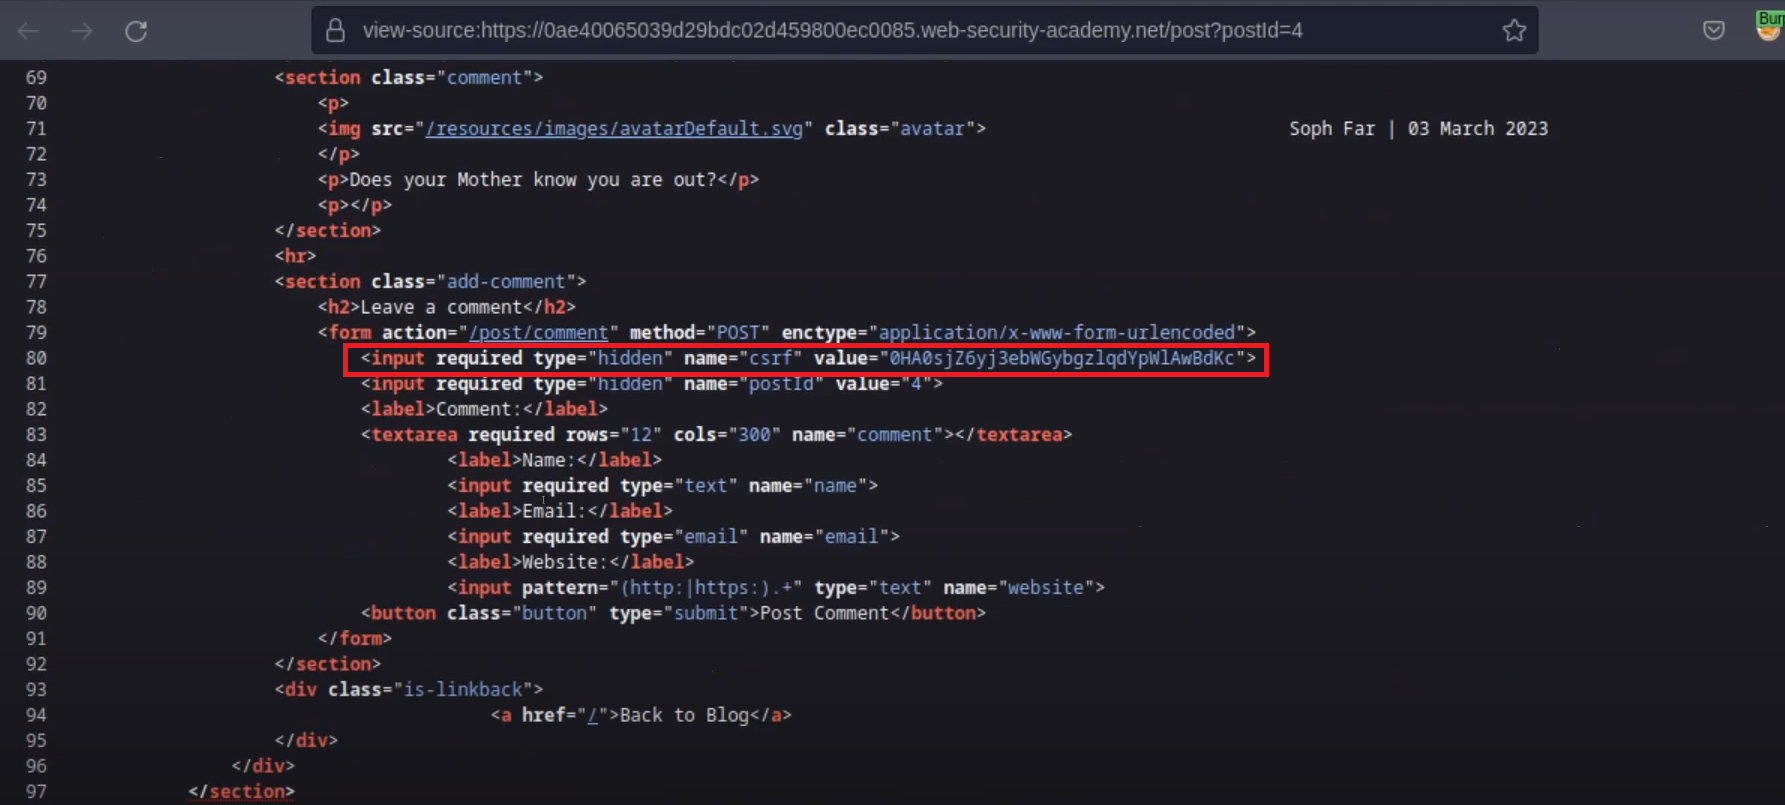 view-source:https://0ae40065039d29bdc02d459800ec0085.web-security-academy.net/post?postId=4
69 <section class="comment">
70 <p>
71 <img src="/resources/images/avatarDefault.svg" class="avatar"> Soph Far | 03 March 2023
72 </p>
73 <p>Does your Mother know you are out?</p>
74 <p></p>
75 </section>
76 <hr>
77 <section class="add-comment">
78 <h2>Leave a comment</h2>
79 <form action="/post/comment" method="POST" enctype="application/x-www-form-urlencoded">
80 <input required type="hidden" name="csrf" value="0HA0sjZ6yj3ebWGybgzlqdYpWlAwBdKc">
81 <input required type="hidden" name="postId" value="4">
82 <label>Comment:</label>
83 <textarea required rows="12" cols="300" name="comment"></textarea>
84 <label>Name:</label>
85 <input required type="text" name="name">
86 <label>Email:</label>
87 <input required type="email" name="email">
88 <label>Website:</label>
89 <input pattern="(http:|https:).+" type="text" name="website">
90 <button class="button" type="submit">Post Comment</button>
91 </form>
92 </section>
93 <div class="is-linkback">
94 <a href="/">Back to Blog</a>
95 </div>
96 </div>
97 </section>